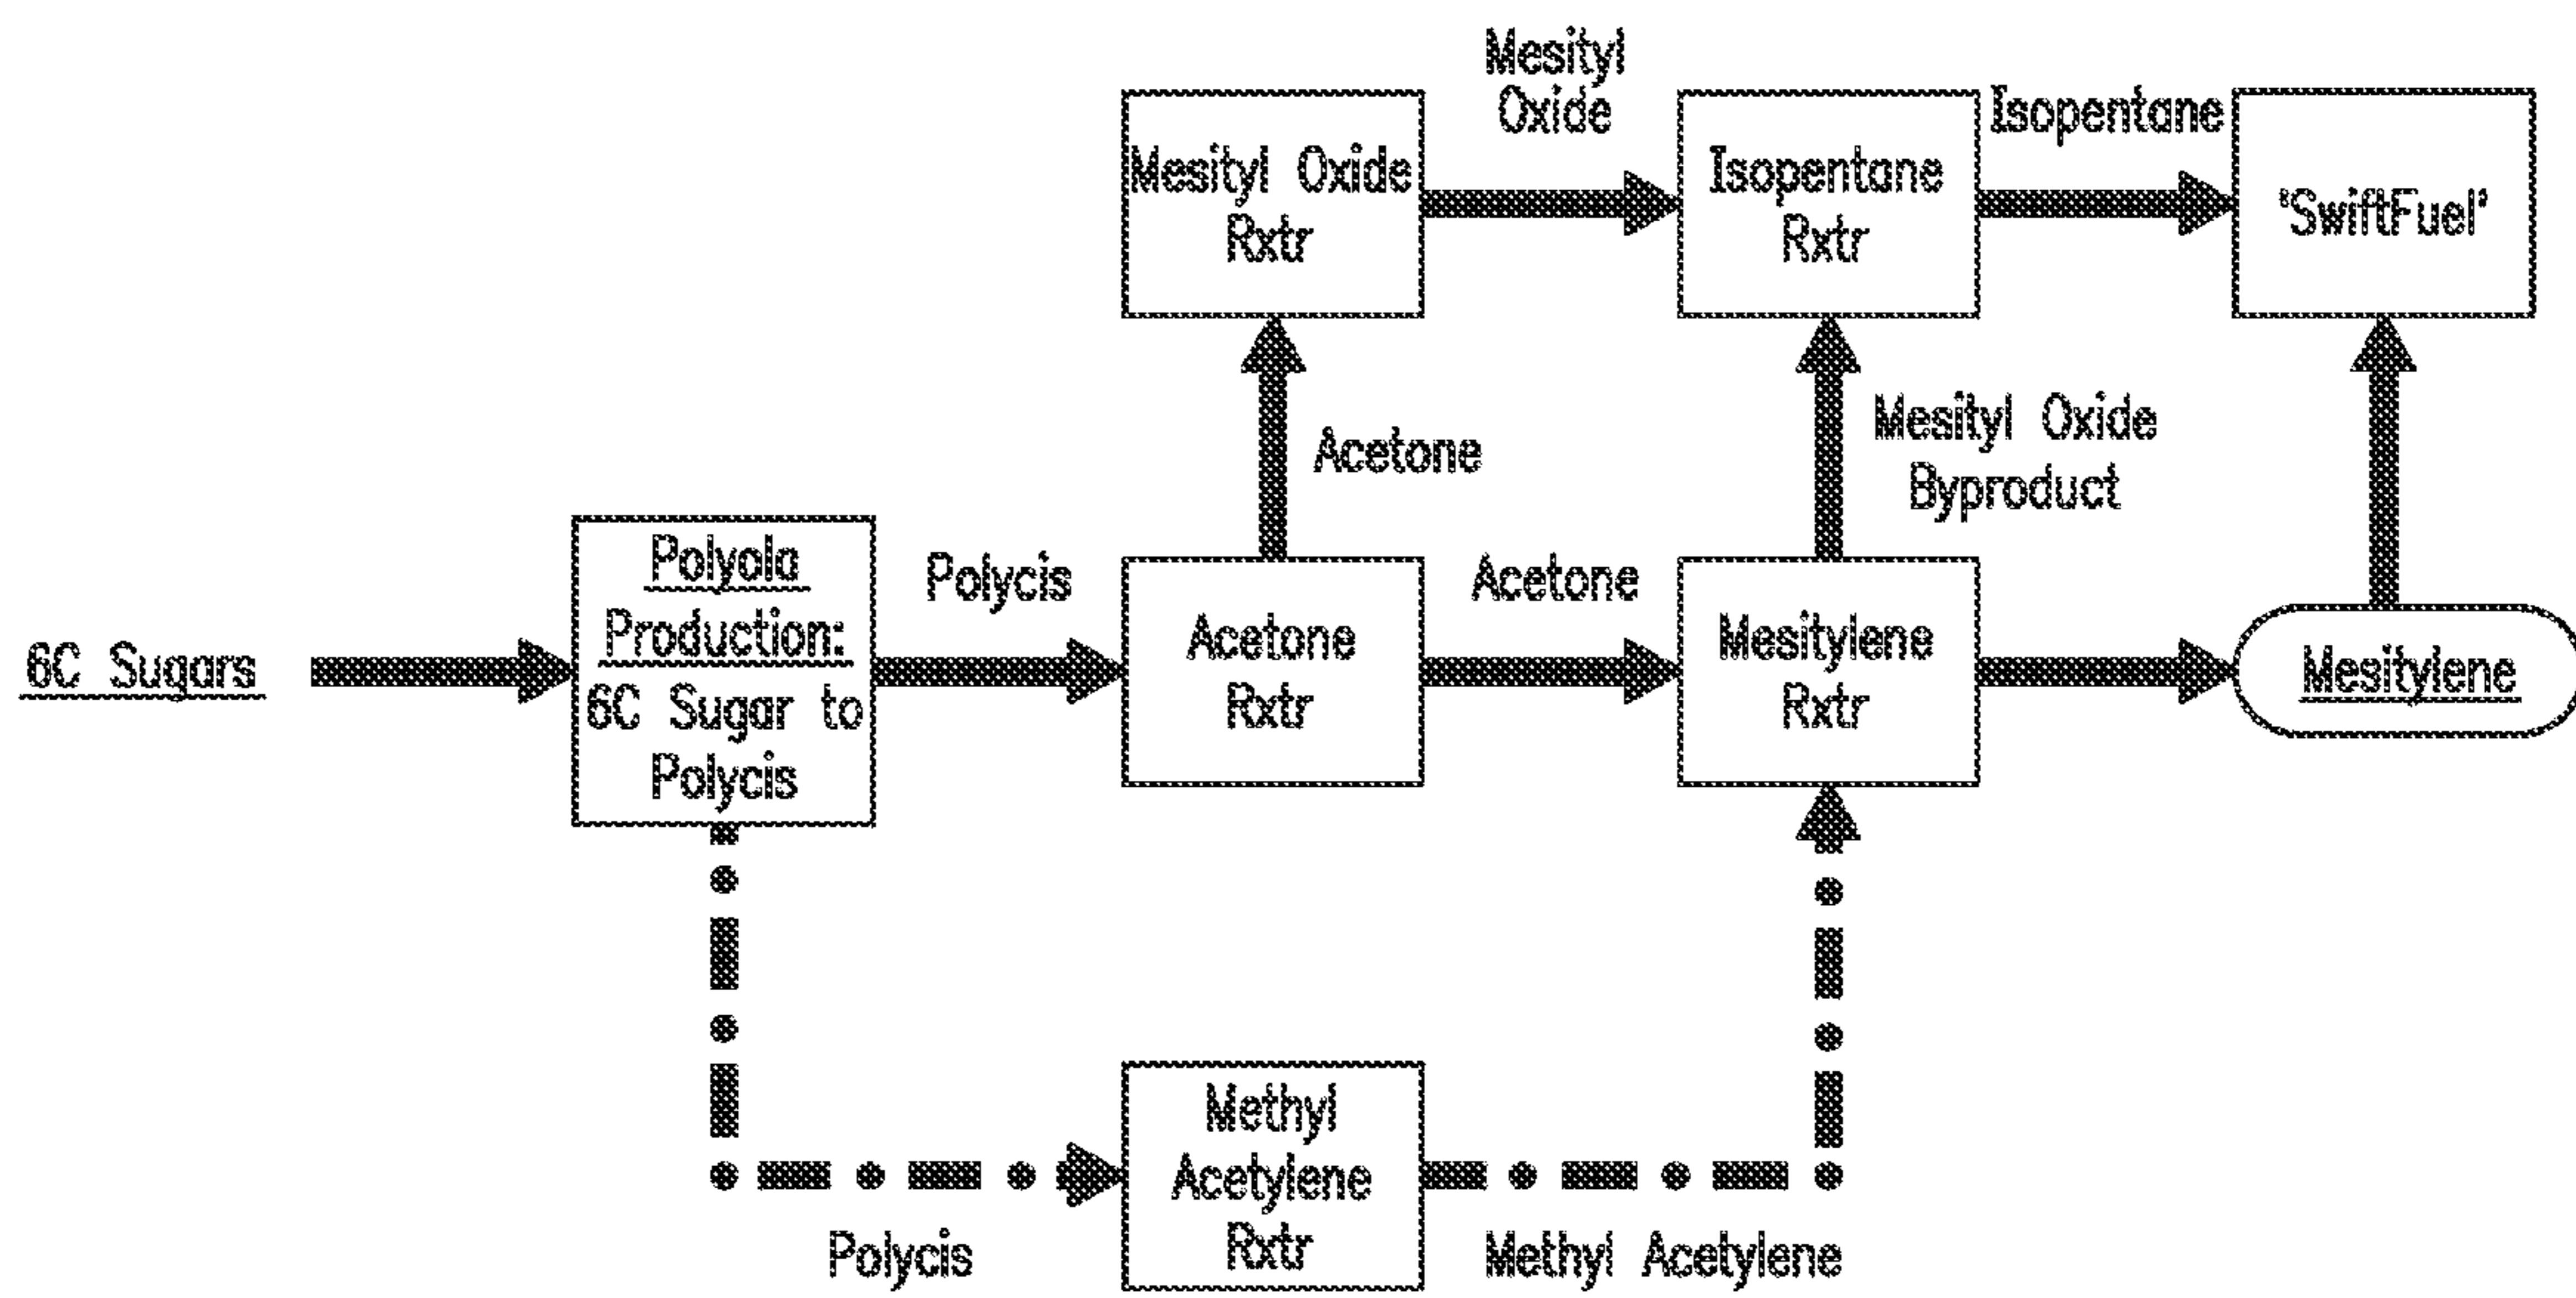 Mesityl
Oxide
Isopentane
Mesityl Oxide
Rxtr
Isopentane
Rxtr
'SwiftFuel'
Acetone
Mesityl Oxide
Byproduct
6C Sugars
Polyola
Production:
6C Sugar to
Polycis
Polycis
Acetone
Rxtr
Acetone
Mesitylene
Rxtr
Mesitylene
Methyl
Acetylene
Rxtr
Polycis
Methyl Acetylene